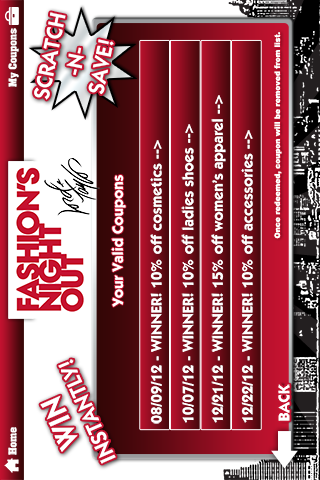 Home
My Coupons
WIN
INSTANTLY!
FASHION'S
NIGHT
OUT
SCRATCH
-N-
SAVE!
Your Valid Coupons
08/09/12 - WINNER! 10% off cosmetics -->
10/07/12 - WINNER! 10% off ladies shoes -->
12/21/12 - WINNER! 15% off women's apparel -->
12/22/12 - WINNER! 10% off accessories -->
Once redeemed, coupon will be removed from list.
BACK